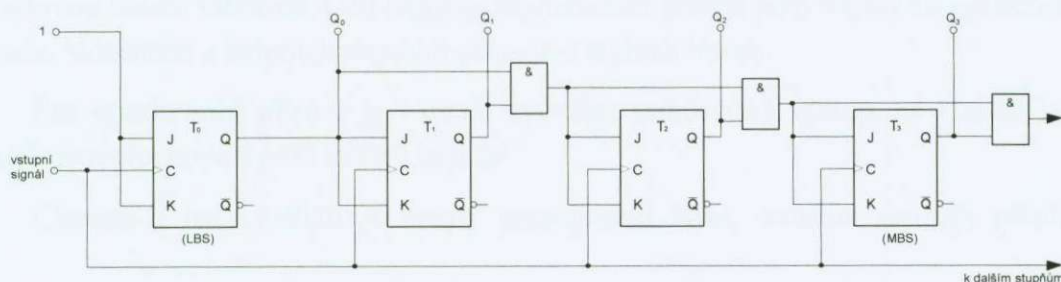 1
Q₀
Q₁
Q₂
Q₃
&
&
&
T₀
T₁
T₂
T₃
J
Q
J
Q
J
Q
J
Q
vstupní
signál
C
C
C
C
K
Q̅
K
Q̅
K
Q̅
K
Q̅
(LBS)
(MBS)
k dalším stupňům